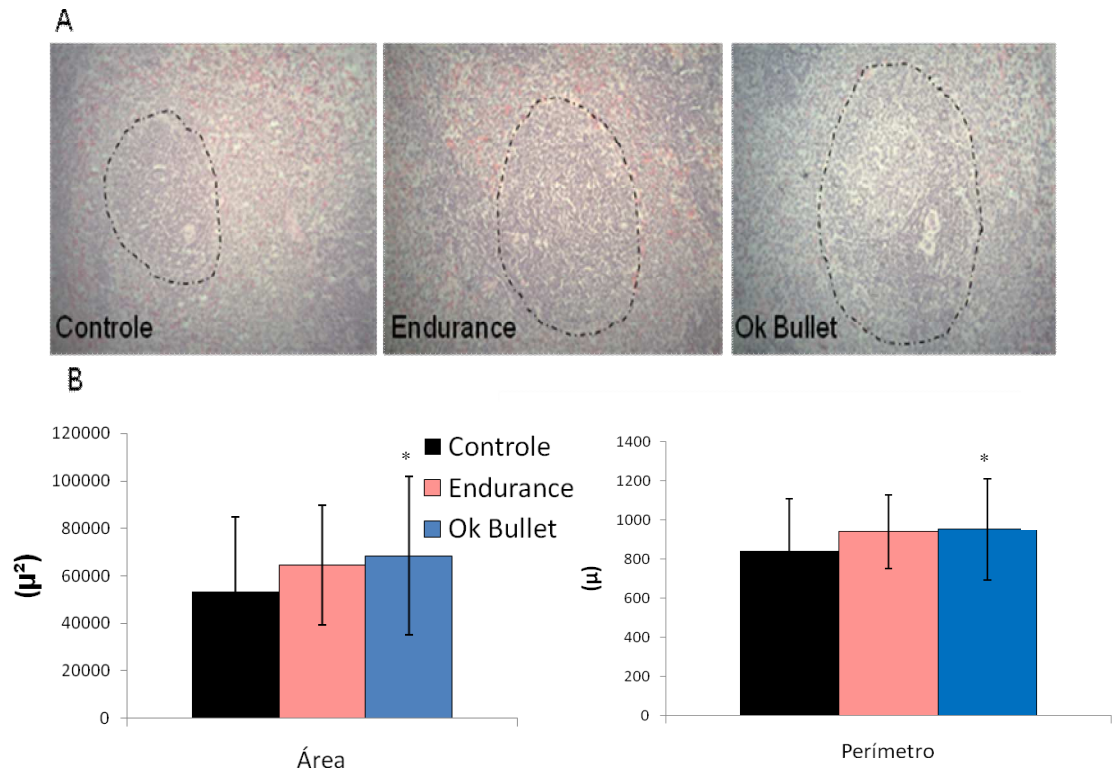 A
Controle
Endurance
Ok Bullet
B
120000
100000
80000
60000
40000
20000
0
(µ²)
*
Controle
Endurance
Ok Bullet
Área
1400
1200
1000
800
600
400
200
0
(µ)
*
Perímetro